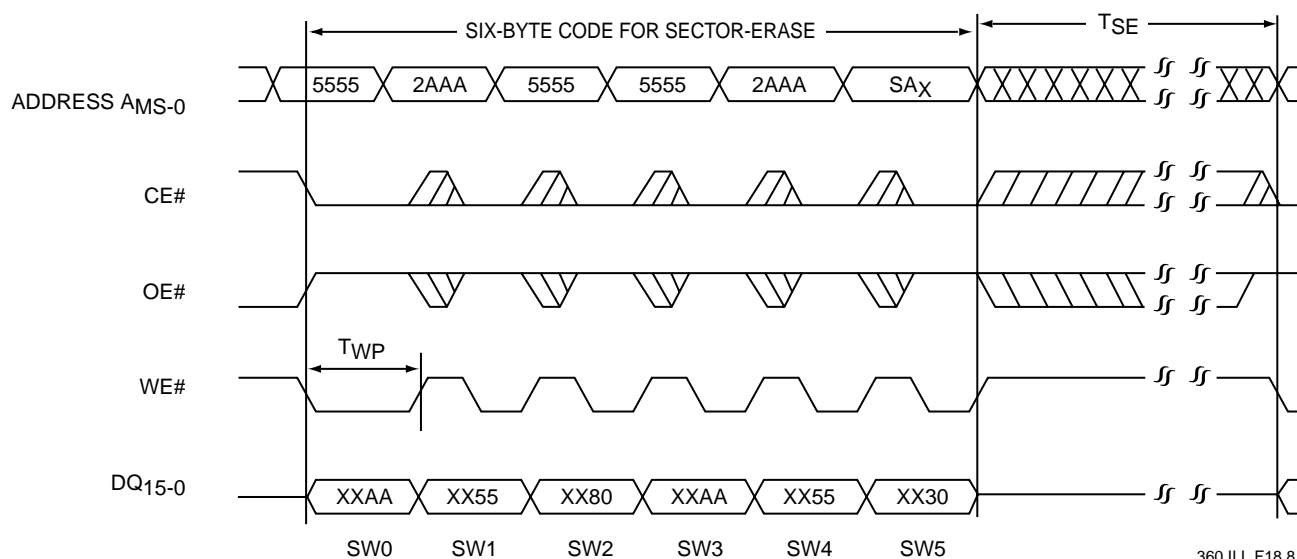 SIX-BYTE CODE FOR SECTOR-ERASE
TSE
ADDRESS AMS-0
5555 2AAA 5555 5555 2AAA SAX
CE#
OE#
TWP
WE#
DQ15-0
XXAA XX55 XX80 XXAA XX55 XX30
SW0 SW1 SW2 SW3 SW4 SW5
360 ILL F18.8